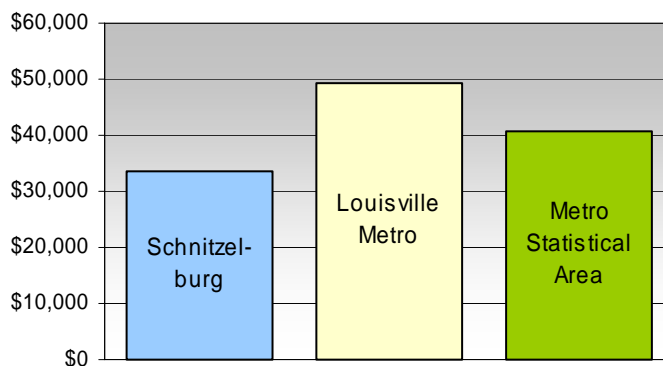 $60,000
$50,000
$40,000
$30,000
$20,000
$10,000
$0
Schnitzel-
burg
Louisville
Metro
Metro
Statistical
Area